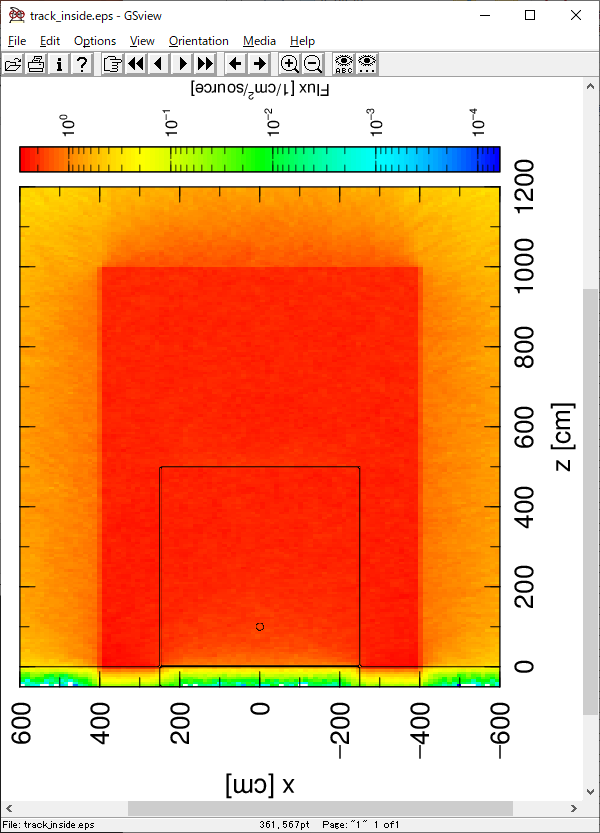 track_inside.eps - GSview
File Edit Options View Orientation Media Help
i ? ABC
Flux [1/cm²/source]
10⁰ 10⁻¹ 10⁻² 10⁻³ 10⁻⁴
1200
1000
800
600
400
200
0
z [cm]
600 400 200 0 −200 −400 −600
x [cm]
File: track_inside.eps 361, 567pt Page: "1" 1 of 1